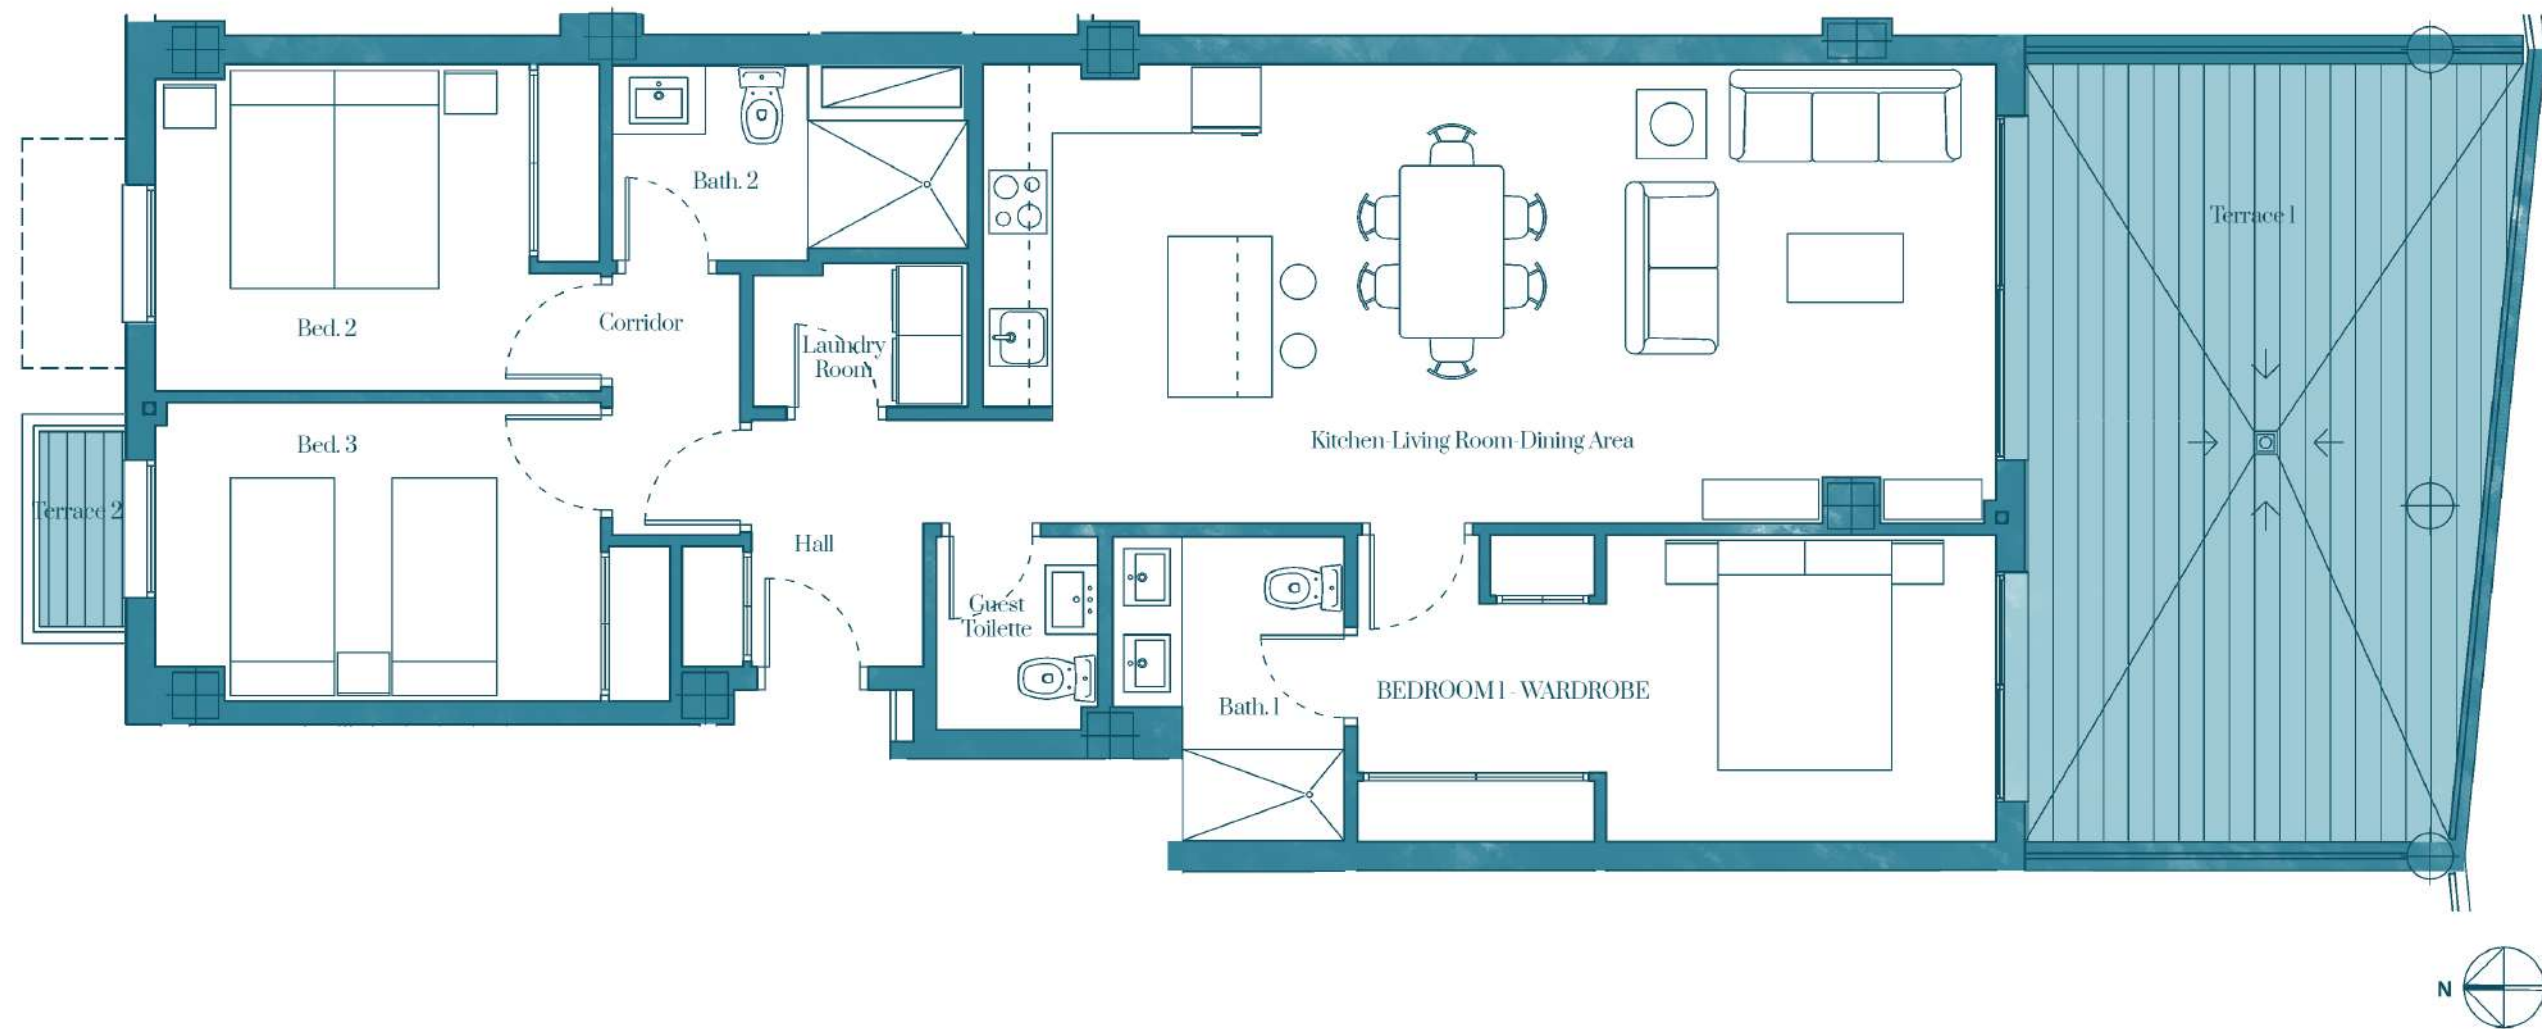 Bath. 2
Terrace 1
Bed. 2
Corridor
Laundry
Room
Bed. 3
Kitchen-Living Room-Dining Area
Terrace 2
Hall
Guest
Toilette
BEDROOM 1 - WARDROBE
Bath. 1
N